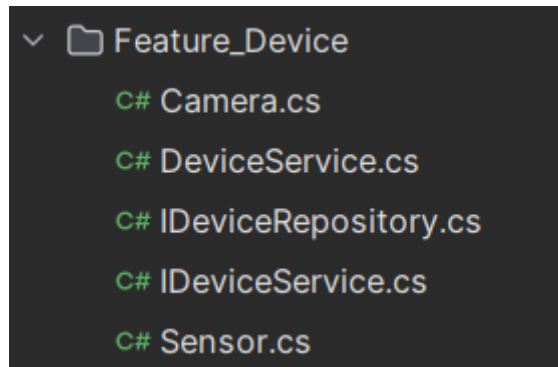 Feature_Device
C# Camera.cs
C# DeviceService.cs
C# IDeviceRepository.cs
C# IDeviceService.cs
C# Sensor.cs